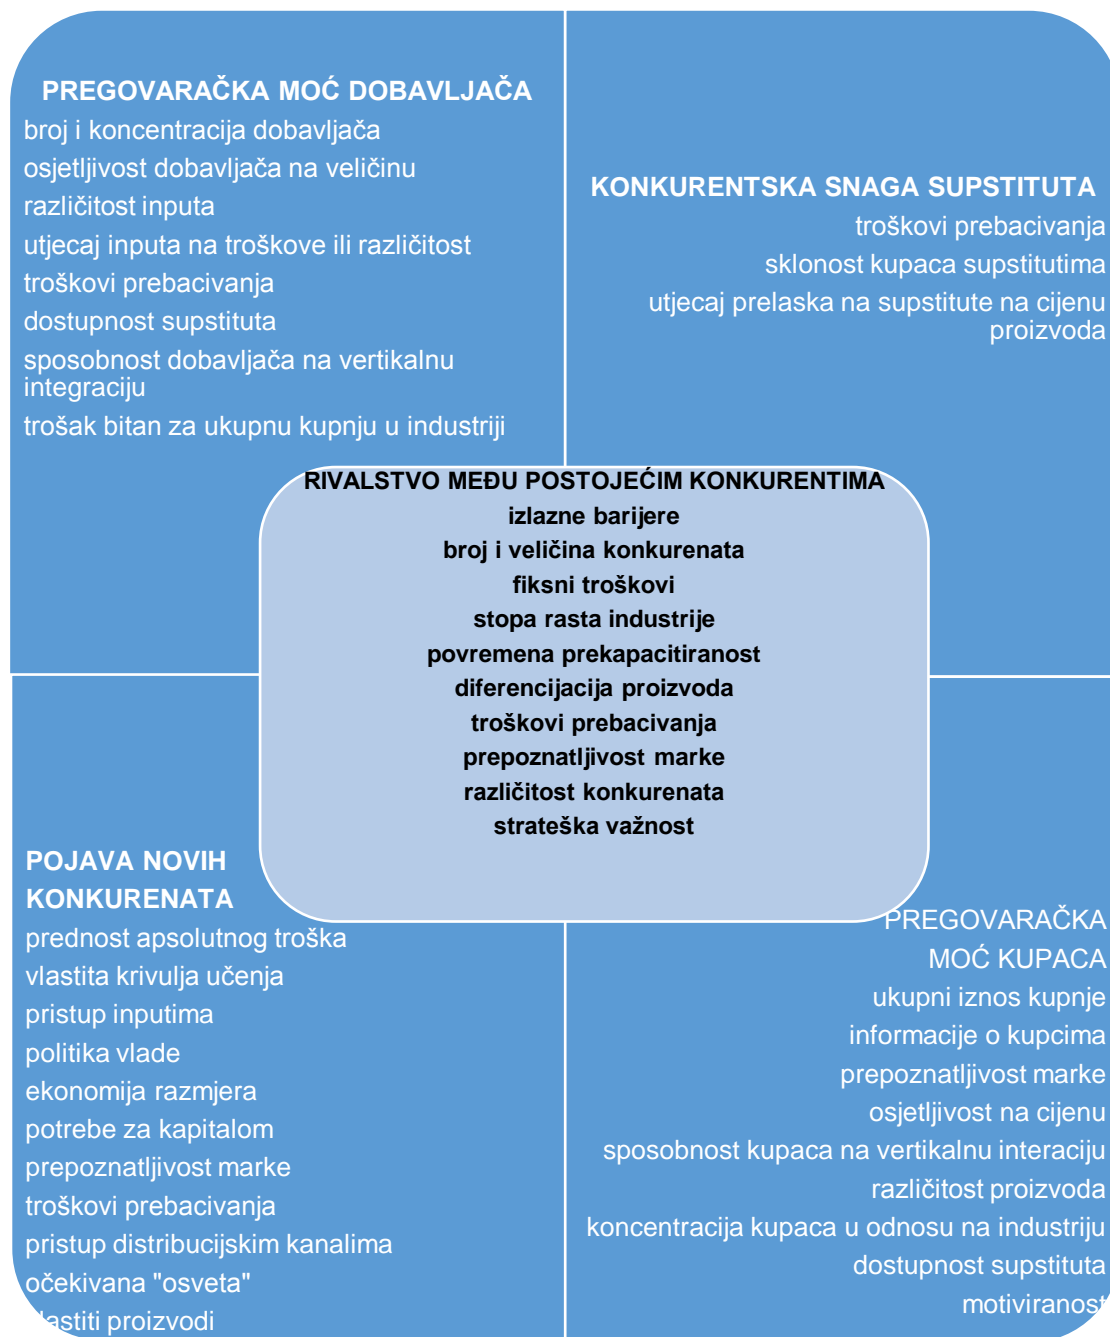 PREGOVARAČKA MOĆ DOBAVLJAČA
broj i koncentracija dobavljača
osjetljivost dobavljača na veličinu
različitost inputa
utjecaj inputa na troškove ili različitost
troškovi prebacivanja
dostupnost supstituta
sposobnost dobavljača na vertikalnu
integraciju
trošak bitan za ukupnu kupnju u industriji
KONKURENTSKA SNAGA SUPSTITUTA
troškovi prebacivanja
sklonost kupaca supstitutima
utjecaj prelaska na supstitute na cijenu
proizvoda
RIVALSTVO MEĐU POSTOJEĆIM KONKURENTIMA
izlazne barijere
broj i veličina konkurenata
fiksni troškovi
stopa rasta industrije
povremena prekapacitiranost
diferencijacija proizvoda
troškovi prebacivanja
prepoznatljivost marke
različitost konkurenata
strateška važnost
POJAVA NOVIH
KONKURENATA
prednost apsolutnog troška
vlastita krivulja učenja
pristup inputima
politika vlade
ekonomija razmjera
potrebe za kapitalom
prepoznatljivost marke
troškovi prebacivanja
pristup distribucijskim kanalima
očekivana "osveta"
vlastiti proizvodi
PREGOVARAČKA
MOĆ KUPACA
ukupni iznos kupnje
informacije o kupcima
prepoznatljivost marke
osjetljivost na cijenu
sposobnost kupaca na vertikalnu interaciju
različitost proizvoda
koncentracija kupaca u odnosu na industriju
dostupnost supstituta
motiviranost